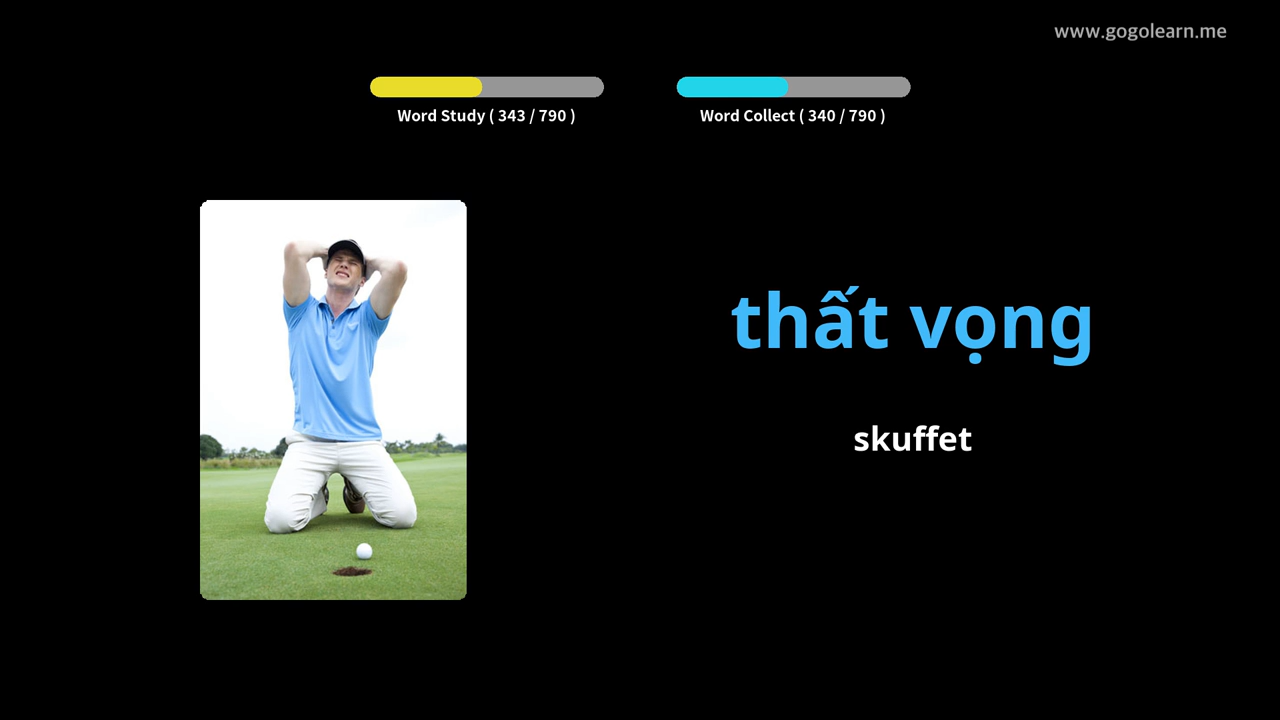 www.gogolearn.me
Word Study ( 343 / 790 )
Word Collect ( 340 / 790 )
thất vọng
skuffet